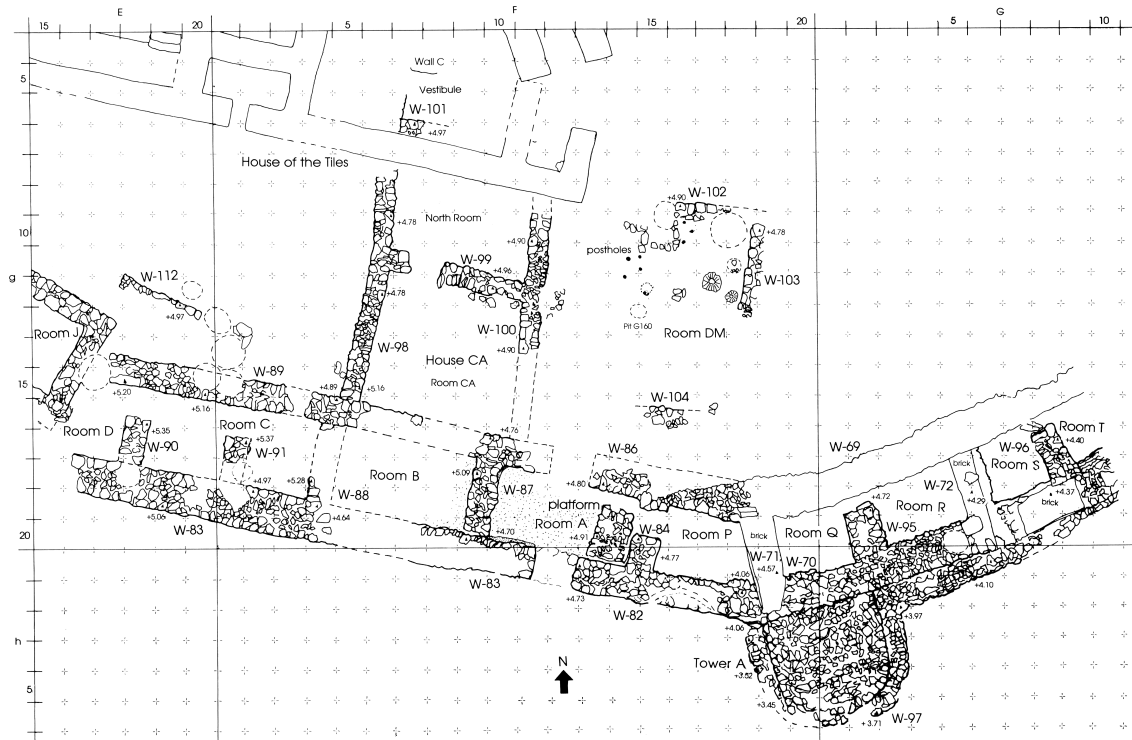 E F G
15 20 5 10 15 20 5 10
5
10
g
15
20
h
5
Wall C
Vestibule
W-101
+4.97
House of the Tiles
W-102
+4.90
North Room
+4.78
+4.90
postholes
+4.78
W-99
+4.96
W-112
+4.78
W-103
+4.97
Pit G160
Room J
W-100
Room DM
W-98
+4.90
House CA
Room CA
W-89
+4.89
+5.16
+5.20
+5.16
W-104
Room D
+5.35
W-90
Room C
+5.37
W-91
+4.76
W-86
W-69
Room T
+4.40
W-96
brick
Room S
+4.97
+5.28
Room B
+5.09
W-87
+4.80
W-72
+4.72
+4.29
+4.37
brick
W-88
platform
Room R
+5.06
W-83
+4.64
Room A
W-84
Room P
brick
Room Q
W-95
+4.70
+4.91
+4.77
W-71
W-70
+4.57
W-83
+4.73
+4.06
+4.10
W-82
+4.06
+3.97
N
Tower A
+3.52
+3.45
+3.71
W-97